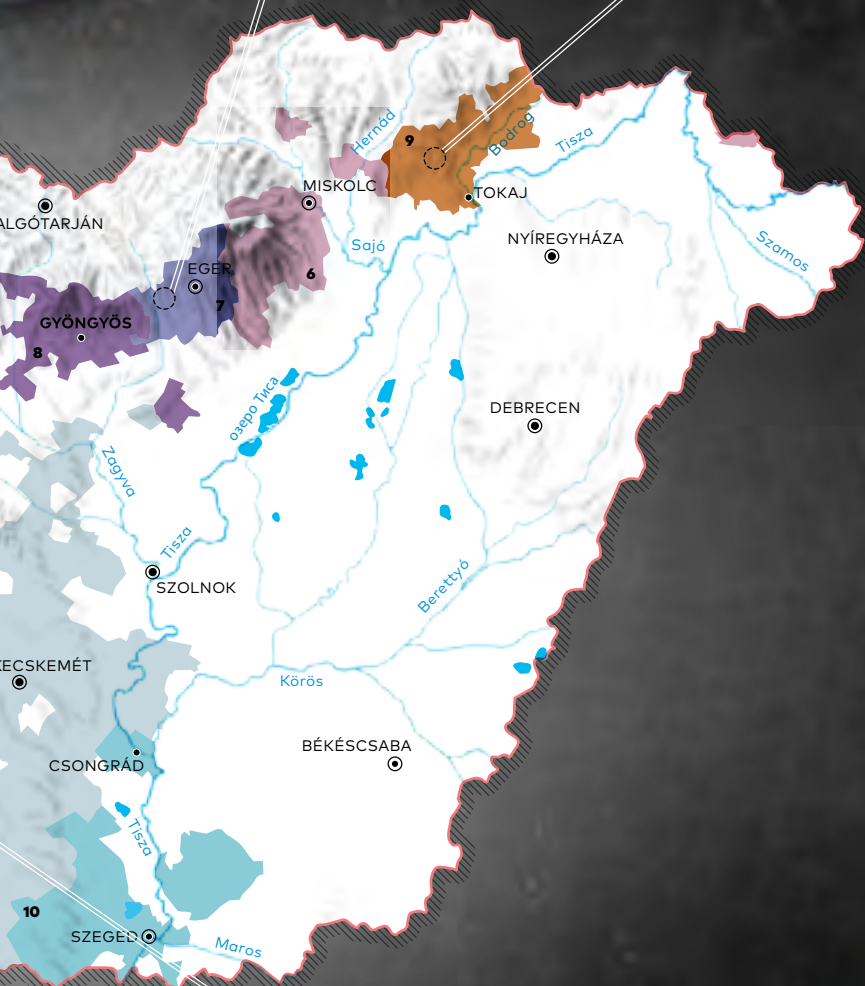 9
Hernád
Bodrog
Tisza
MISKOLC
TOKAJ
ALGÓTARJÁN
Sajó
NYÍREGYHÁZA
Szamos
EGER
6
7
GYÖNGYÖS
8
озеро Тиса
DEBRECEN
Zagyva
Tisza
SZOLNOK
Berettyó
KECSKEMÉT
Körös
BÉKÉSCSABA
CSONGRÁD
Tisza
10
SZEGED
Maros